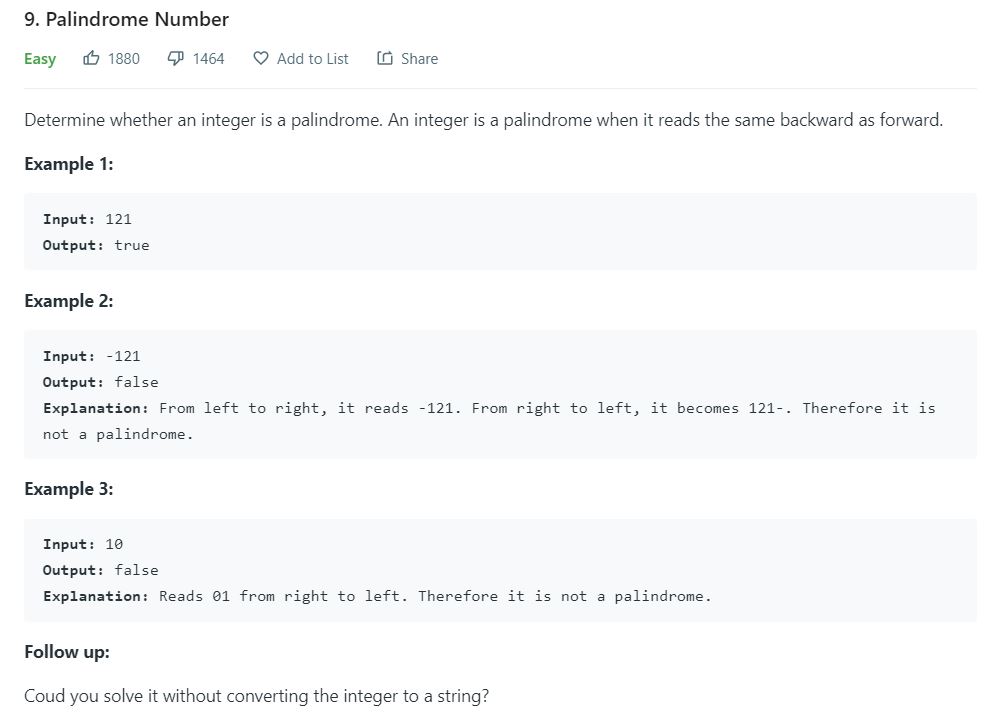 9. Palindrome Number
Easy 1880 1464 Add to List Share
Determine whether an integer is a palindrome. An integer is a palindrome when it reads the same backward as forward.
Example 1:
Input: 121
Output: true
Example 2:
Input: -121
Output: false
Explanation: From left to right, it reads -121. From right to left, it becomes 121-. Therefore it is
not a palindrome.
Example 3:
Input: 10
Output: false
Explanation: Reads 01 from right to left. Therefore it is not a palindrome.
Follow up:
Coud you solve it without converting the integer to a string?